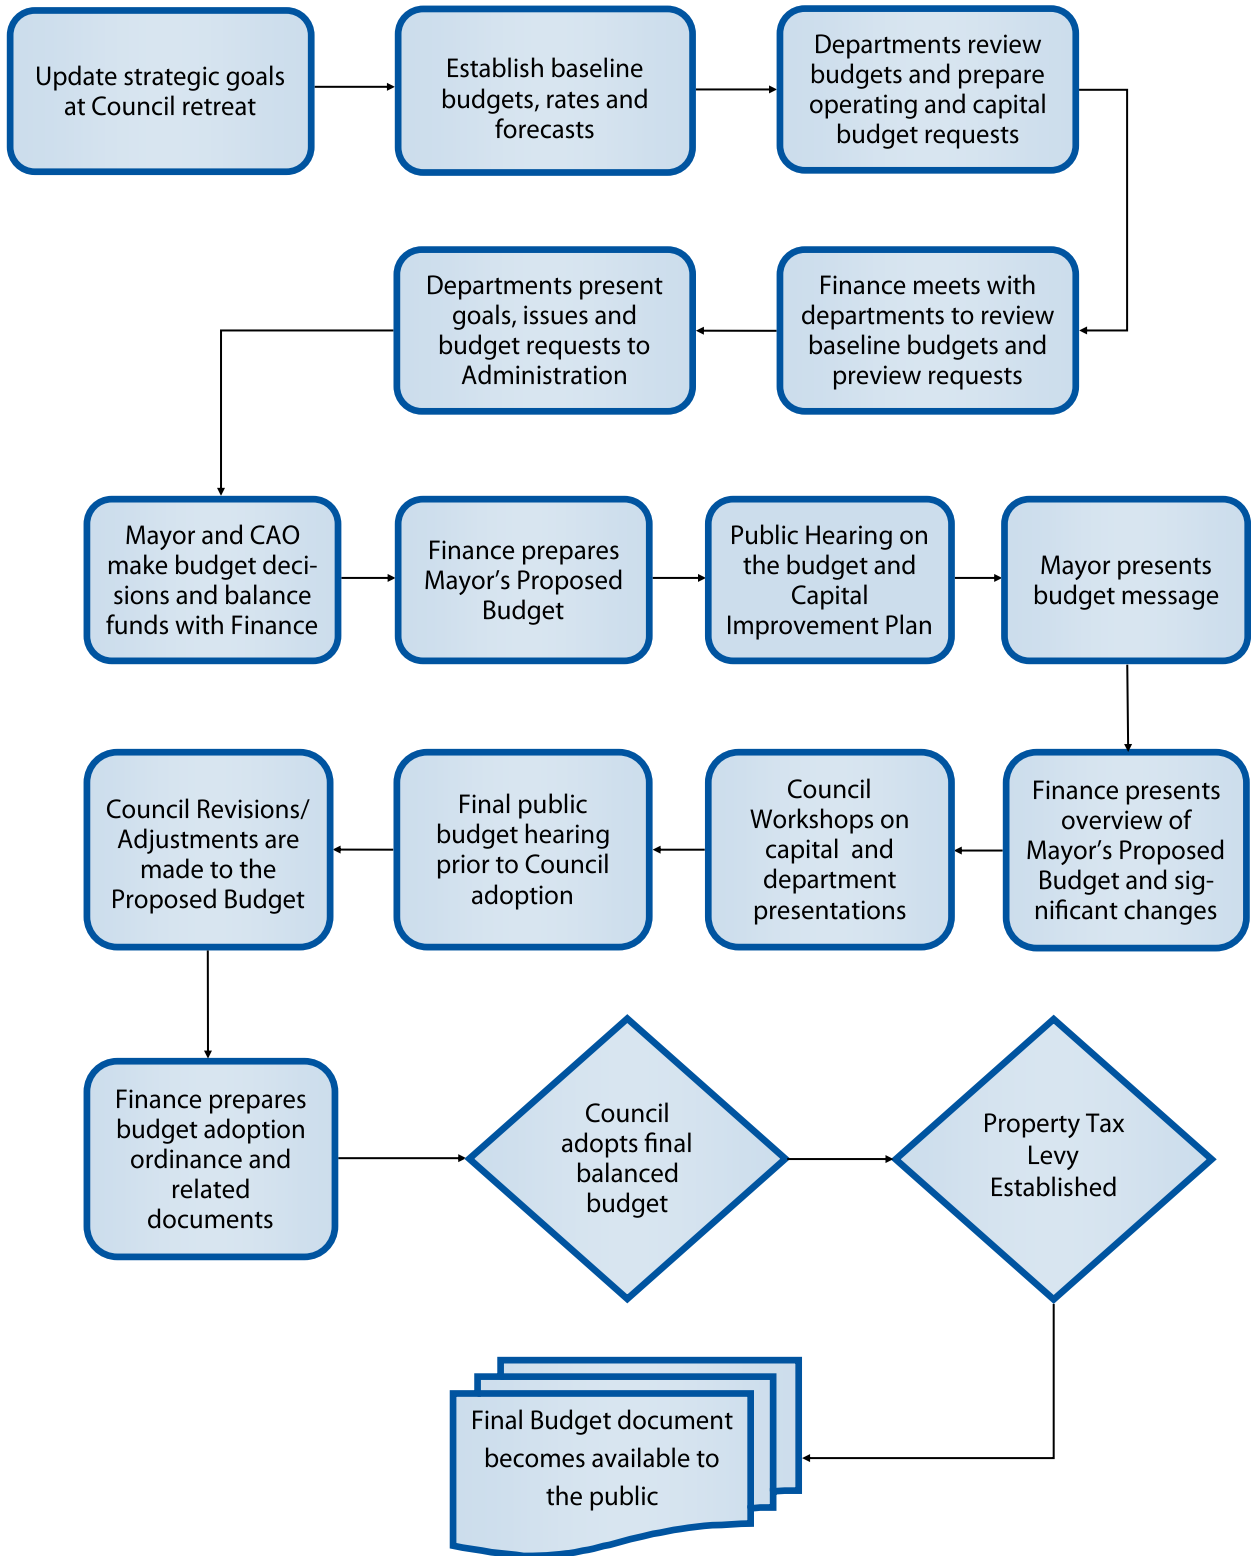 Update strategic goals
at Council retreat
Establish baseline
budgets, rates and
forecasts
Departments review
budgets and prepare
operating and capital
budget requests
Finance meets with
departments to review
baseline budgets and
preview requests
Departments present
goals, issues and
budget requests to
Administration
Mayor and CAO
make budget deci-
sions and balance
funds with Finance
Finance prepares
Mayor’s Proposed
Budget
Public Hearing on
the budget and
Capital
Improvement Plan
Mayor presents
budget message
Finance presents
overview of
Mayor’s Proposed
Budget and sig-
nificant changes
Council
Workshops on
capital  and
department
presentations
Final public
budget hearing
prior to Council
adoption
Council Revisions/
Adjustments are
made to the
Proposed Budget
Finance prepares
budget adoption
ordinance and
related
documents
Council
adopts final
balanced
budget
Property Tax
Levy
Established
Final Budget document
becomes available to
the public